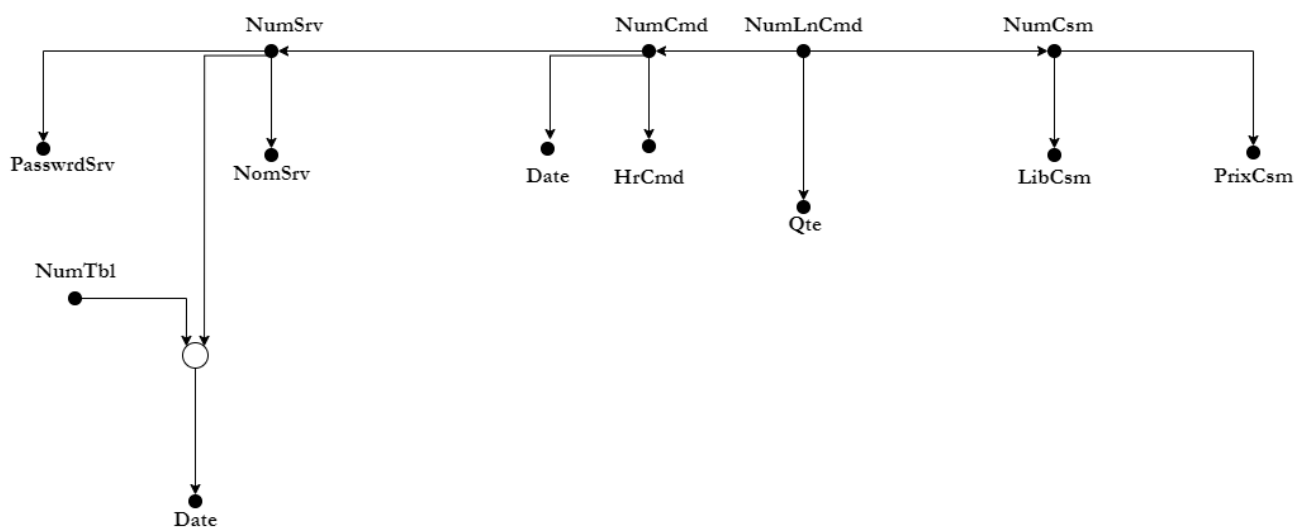 NumSrv
NumCmd
NumLnCmd
NumCsm
PasswrdSrv
NomSrv
Date
HrCmd
LibCsm
PrixCsm
Qte
NumTbl
Date